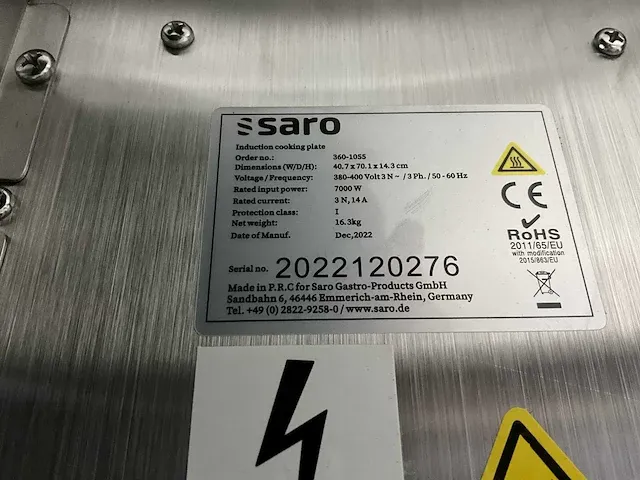 saro
Induction cooking plate
Order no.: 360-1055
Dimensions (W/D/H): 40.7 x 70.1 x 14.3 cm
Voltage / Frequency: 380-400 Volt 3 N ~ / 3 Ph. / 50 - 60 Hz
Rated input power: 7000 W
Rated current: 3 N, 14 A
Protection class: I
Net weight: 16.3kg
Date of Manuf. Dec,2022
CE
RoHS
2011/65/EU
with modification
2015/863/EU
Serial no. 2022120276
Made in P.R.C for Saro Gastro-Products GmbH
Sandbahn 6, 46446 Emmerich-am-Rhein, Germany
Tel. +49 (0) 2822-9258-0 / www.saro.de